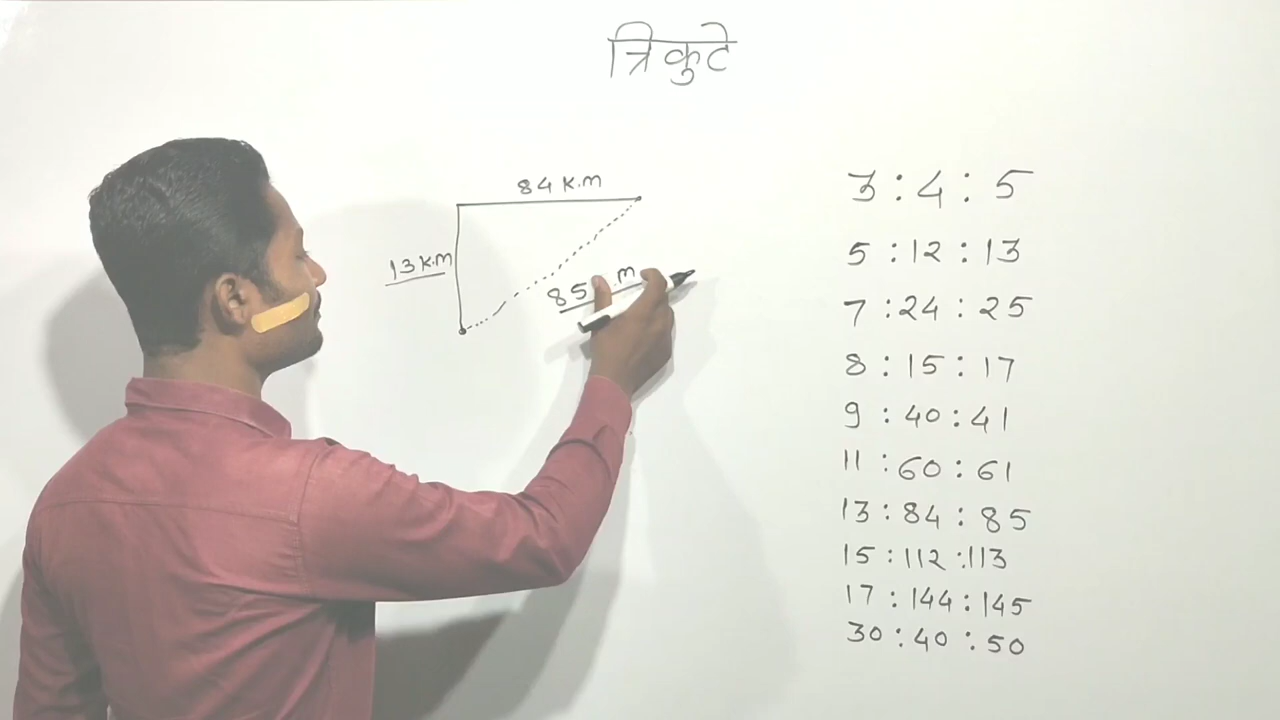 त्रिकुटे
84 K.m
13 K.m
85 .m
3 : 4 : 5
5 : 12 : 13
7 : 24 : 25
8 : 15 : 17
9 : 40 : 41
11 : 60 : 61
13 : 84 : 85
15 : 112 : 113
17 : 144 : 145
30 : 40 : 50